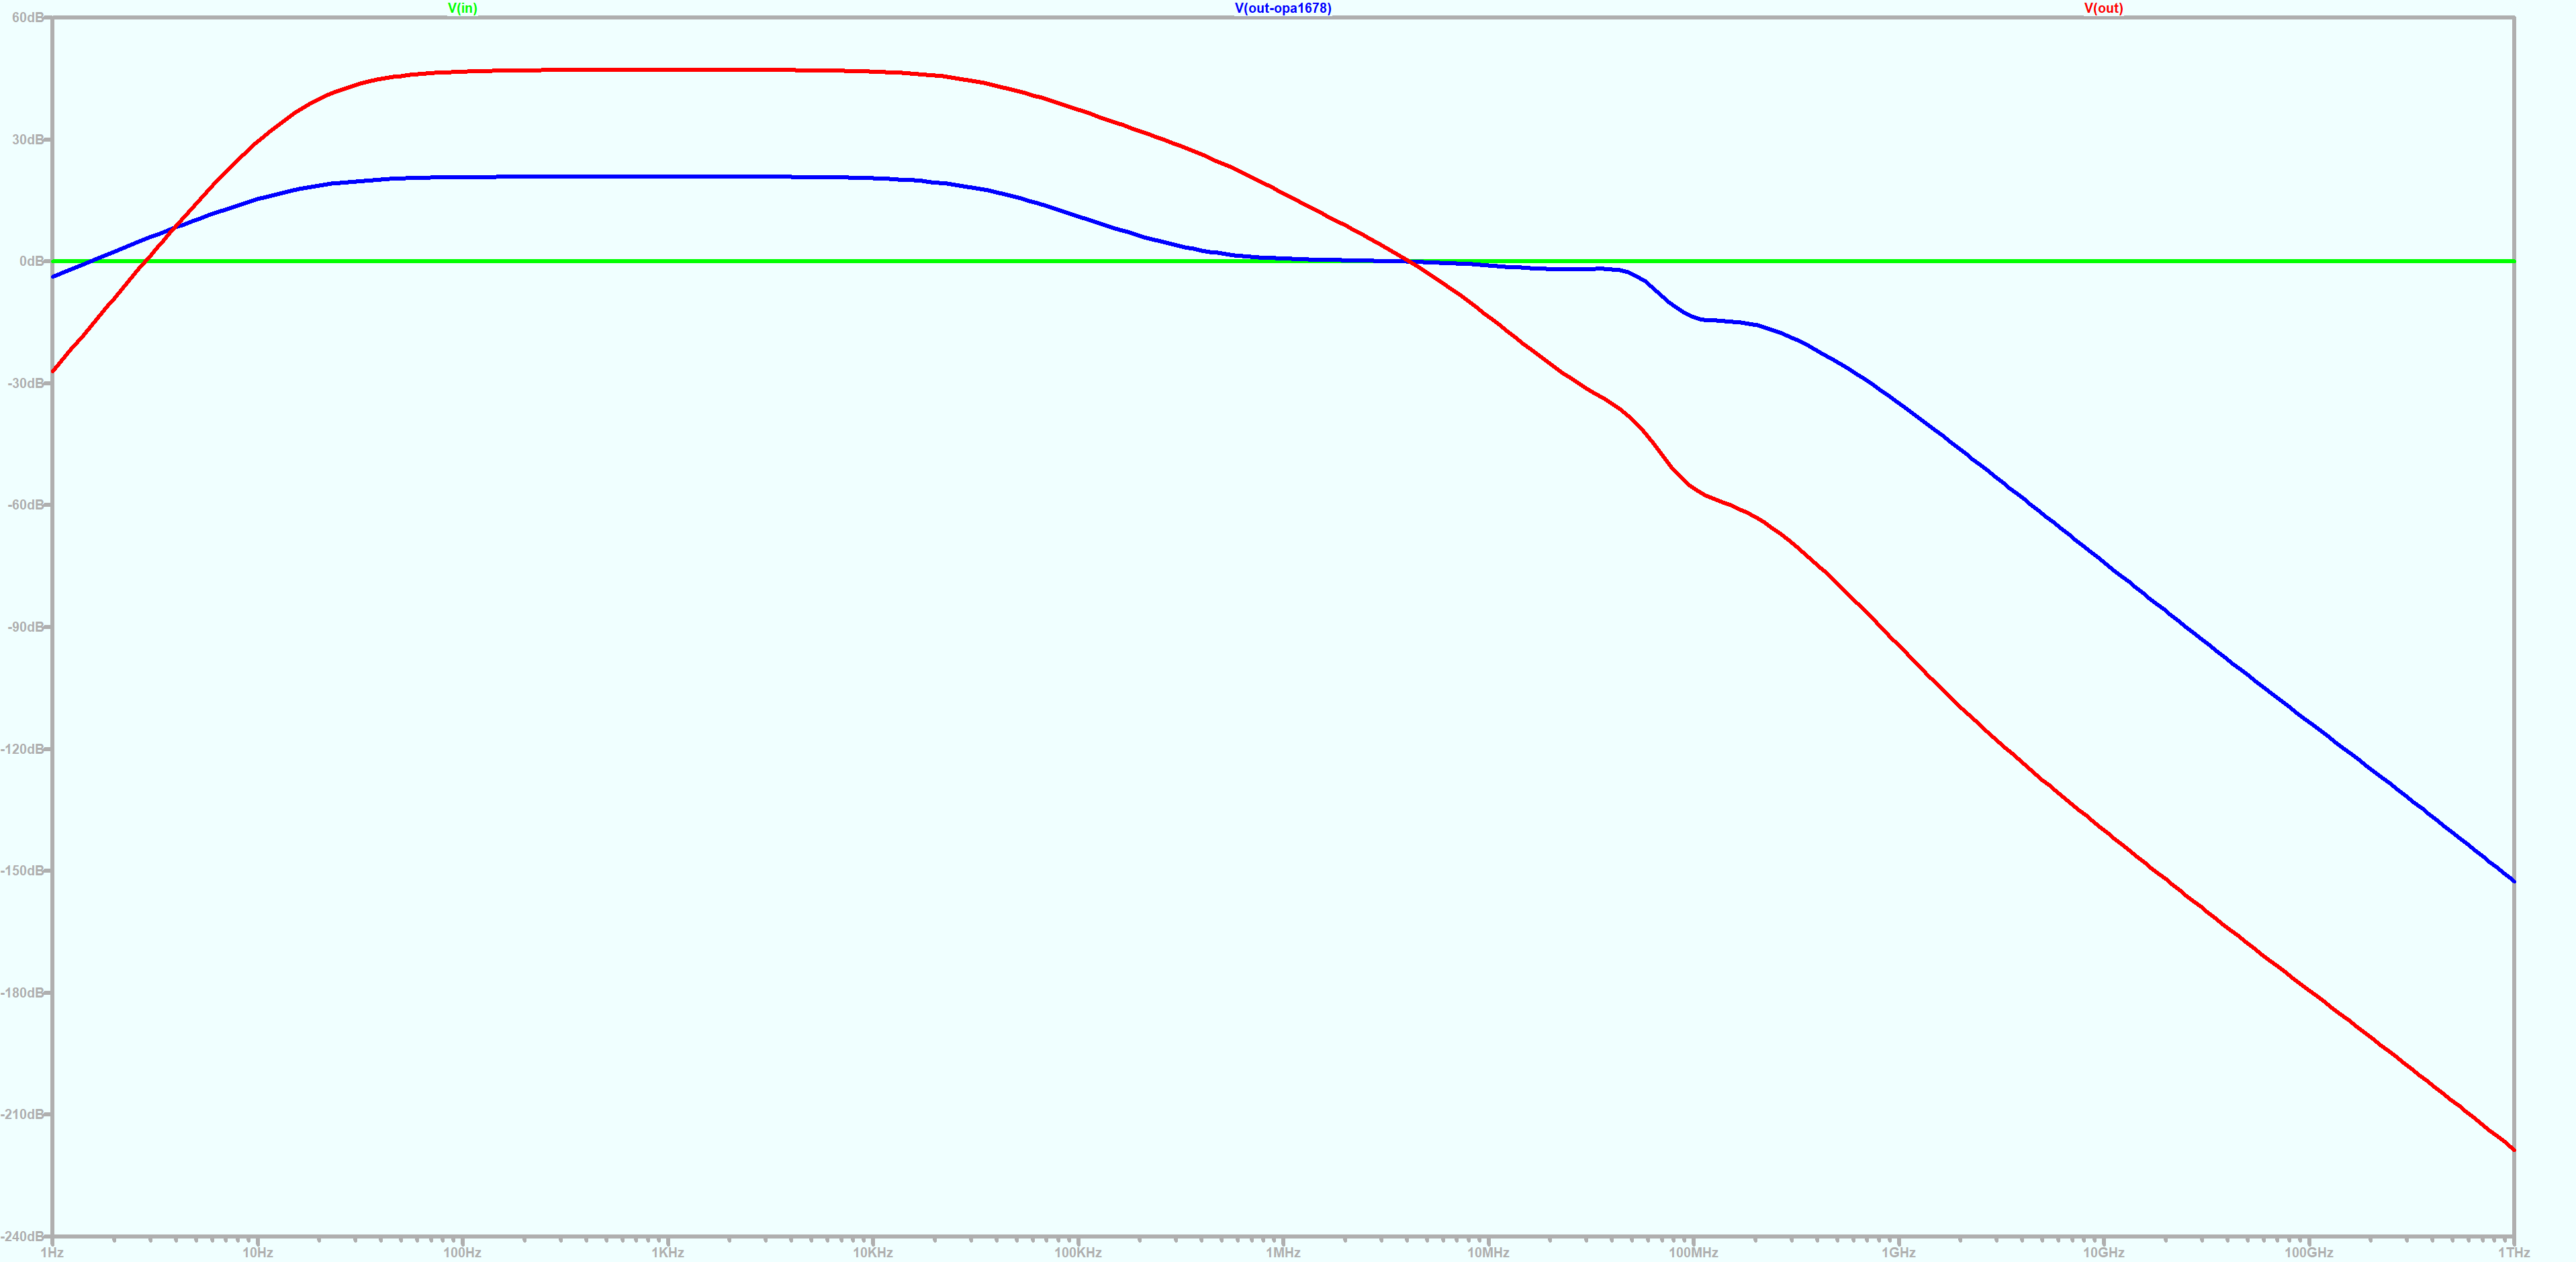 V(in) V(out-opa1678) V(out)
60dB
30dB
0dB
-30dB
-60dB
-90dB
-120dB
-150dB
-180dB
-210dB
-240dB
1Hz 10Hz 100Hz 1KHz 10KHz 100KHz 1MHz 10MHz 100MHz 1GHz 10GHz 100GHz 1THz